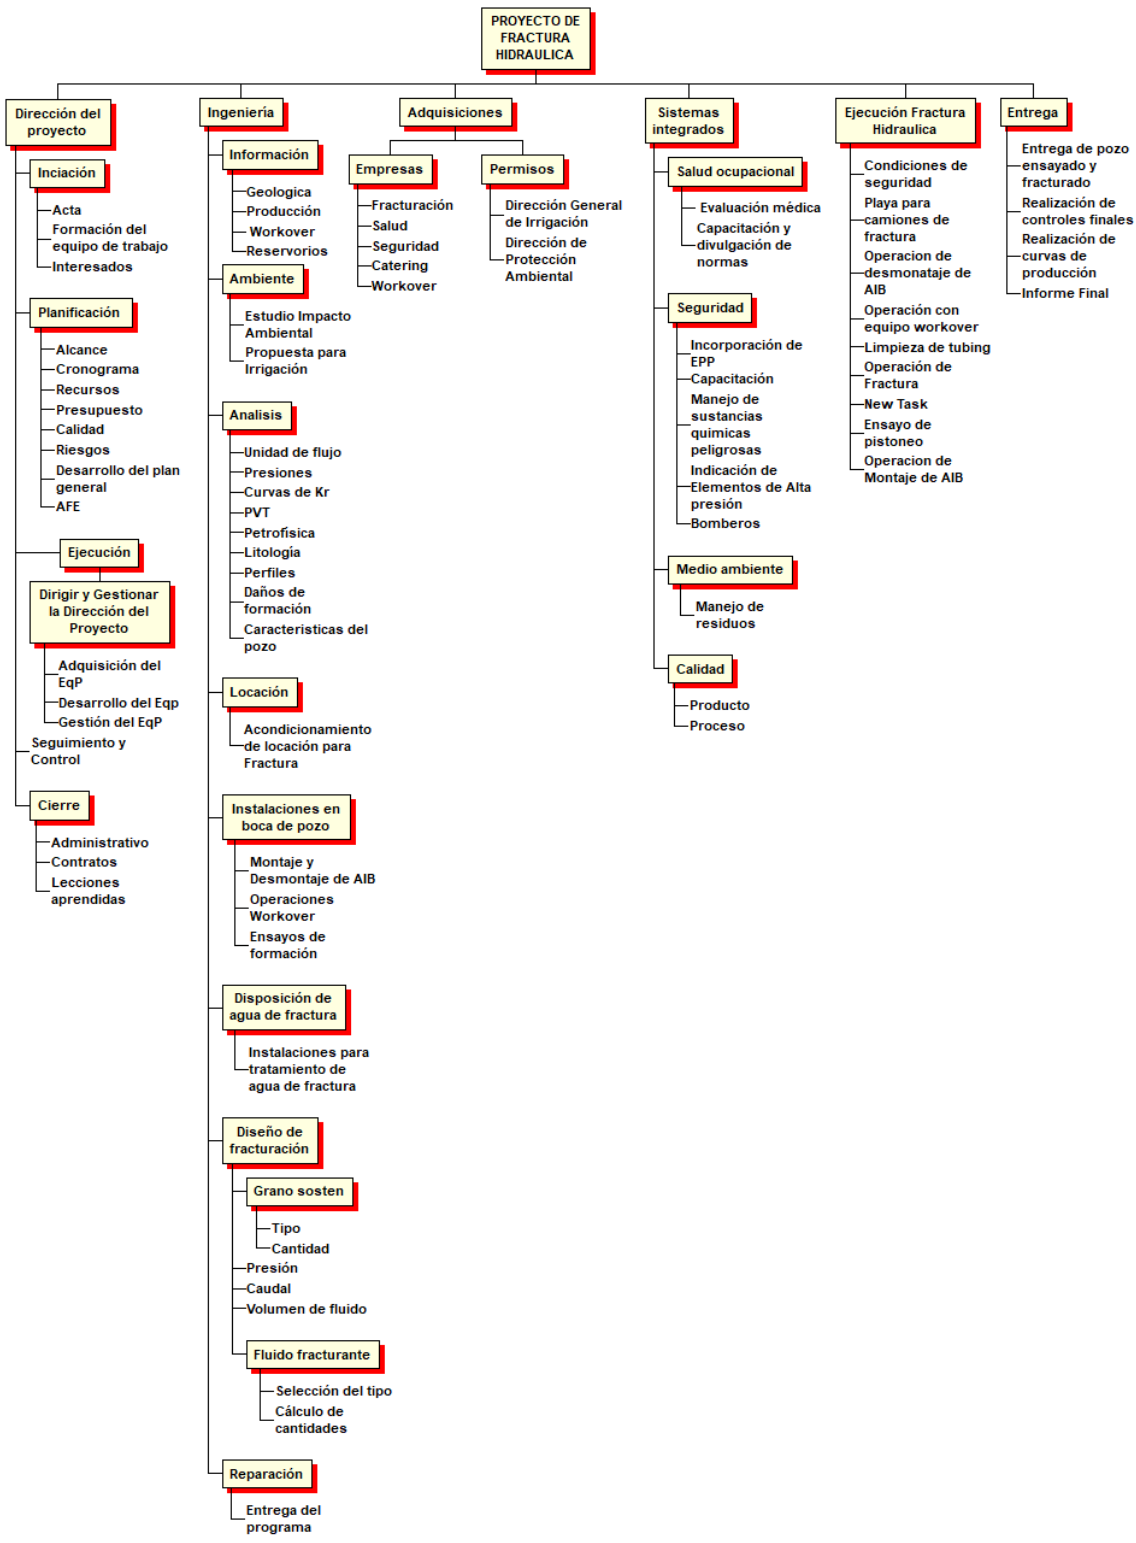 PROYECTO DE
FRACTURA
HIDRAULICA
Dirección del
proyecto
Inciación
Acta
Formación del
equipo de trabajo
Interesados
Planificación
Alcance
Cronograma
Recursos
Presupuesto
Calidad
Riesgos
Desarrollo del plan
general
AFE
Ejecución
Dirigir y Gestionar
la Dirección del
Proyecto
Adquisición del
EqP
Desarrollo del Eqp
Gestión del EqP
Seguimiento y
Control
Cierre
Administrativo
Contratos
Lecciones
aprendidas
Ingeniería
Información
Geologica
Producción
Workover
Reservorios
Ambiente
Estudio Impacto
Ambiental
Propuesta para
Irrigación
Analisis
Unidad de flujo
Presiones
Curvas de Kr
PVT
Petrofísica
Litología
Perfiles
Daños de
formación
Caracteristicas del
pozo
Locación
Acondicionamiento
de locación para
Fractura
Instalaciones en
boca de pozo
Montaje y
Desmontaje de AIB
Operaciones
Workover
Ensayos de
formación
Disposición de
agua de fractura
Instalaciones para
tratamiento de
agua de fractura
Diseño de
fracturación
Grano sosten
Tipo
Cantidad
Presión
Caudal
Volumen de fluido
Fluido fracturante
Selección del tipo
Cálculo de
cantidades
Reparación
Entrega del
programa
Adquisiciones
Empresas
Fracturación
Salud
Seguridad
Catering
Workover
Permisos
Dirección General
de Irrigación
Dirección de
Protección
Ambiental
Sistemas
integrados
Salud ocupacional
Evaluación médica
Capacitación y
divulgación de
normas
Seguridad
Incorporación de
EPP
Capacitación
Manejo de
sustancias
quimicas
peligrosas
Indicación de
Elementos de Alta
presión
Bomberos
Medio ambiente
Manejo de
residuos
Calidad
Producto
Proceso
Ejecución Fractura
Hidraulica
Condiciones de
seguridad
Playa para
camiones de
fractura
Operacion de
desmonataje de
AIB
Operación con
equipo workover
Limpieza de tubing
Operación de
Fractura
New Task
Ensayo de
pistoneo
Operacion de
Montaje de AIB
Entrega
Entrega de pozo
ensayado y
fracturado
Realización de
controles finales
Realización de
curvas de
producción
Informe Final